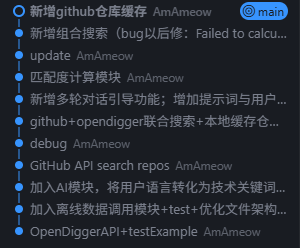 新增github仓库缓存 AmAmeow main
新增组合搜索（bug以后修：Failed to calcu...
update AmAmeow
匹配度计算模块 AmAmeow
新增多轮对话引导功能；增加提示词与用户...
github+opendigger联合搜索+本地缓存仓...
debug AmAmeow
GitHub API search repos AmAmeow
加入AI模块，将用户语言转化为技术关键词...
加入离线数据调用模块+test+优化文件架构...
OpenDiggerAPI+testExample AmAmeow